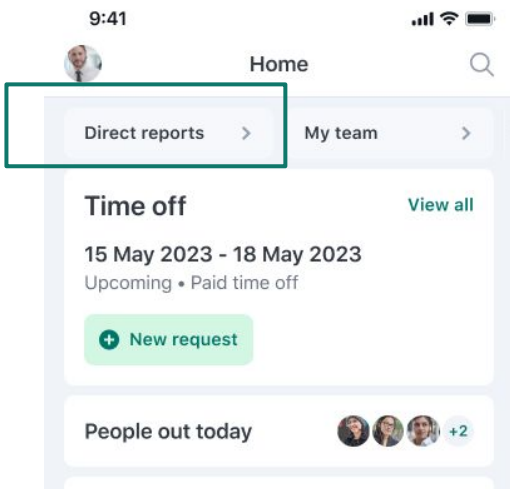 9:41
Home
Direct reports
My team
Time off
View all
15 May 2023 - 18 May 2023
Upcoming • Paid time off
New request
People out today
+2